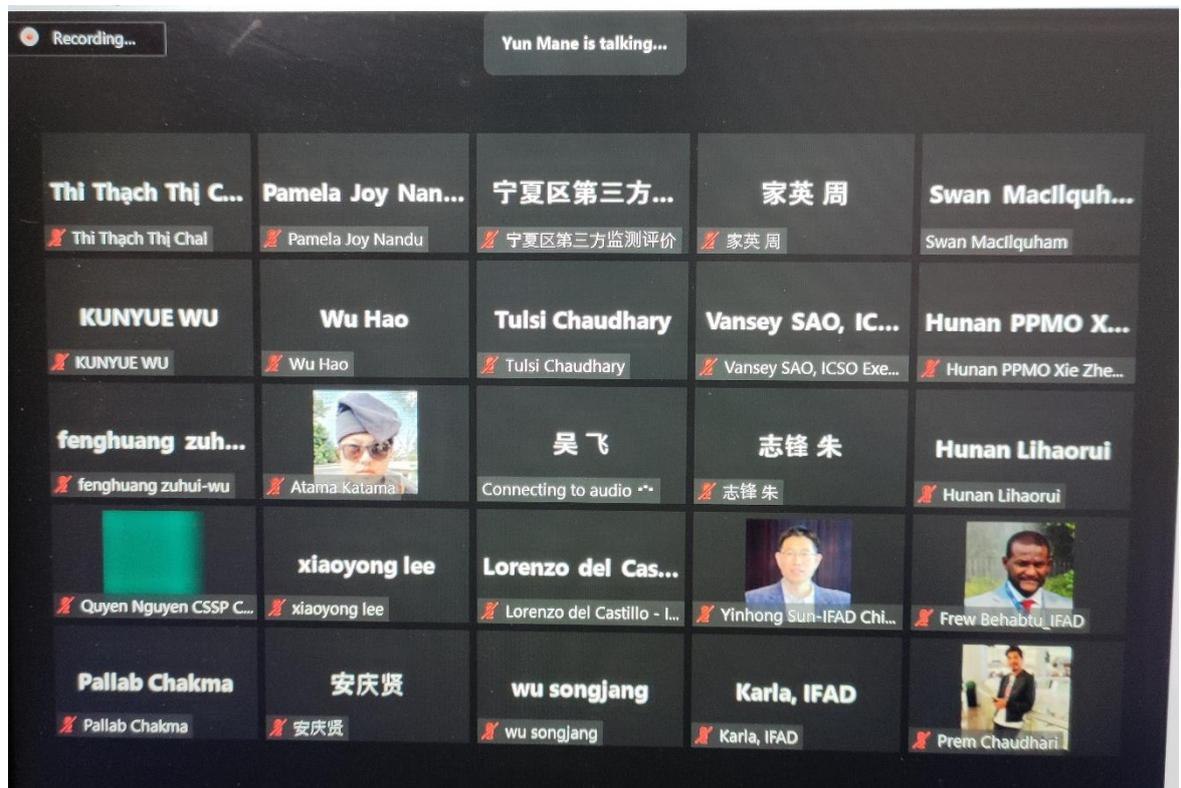 Recording...
Yun Mane is talking...
Thi Thạch Thị C...
Thi Thạch Thị Chal
Pamela Joy Nan...
Pamela Joy Nandu
宁夏区第三方...
宁夏区第三方监测评价
家英 周
家英 周
Swan MacIlquh...
Swan MacIlquham
KUNYUE WU
KUNYUE WU
Wu Hao
Wu Hao
Tulsi Chaudhary
Tulsi Chaudhary
Vansey SAO, IC...
Vansey SAO, ICSO Exe...
Hunan PPMO X...
Hunan PPMO Xie Zhe...
fenghuang zuh...
fenghuang zuhui-wu
Atama Katama
吴 飞
Connecting to audio
志锋 朱
志锋 朱
Hunan Lihaorui
Hunan Lihaorui
Quyen Nguyen CSSP C...
xiaoyong lee
xiaoyong lee
Lorenzo del Cas...
Lorenzo del Castillo - I...
Yinhong Sun-IFAD Chi...
Frew Behabtu_IFAD
Pallab Chakma
Pallab Chakma
安庆贤
安庆贤
wu songjang
wu songjang
Karla, IFAD
Karla, IFAD
Prem Chaudhari